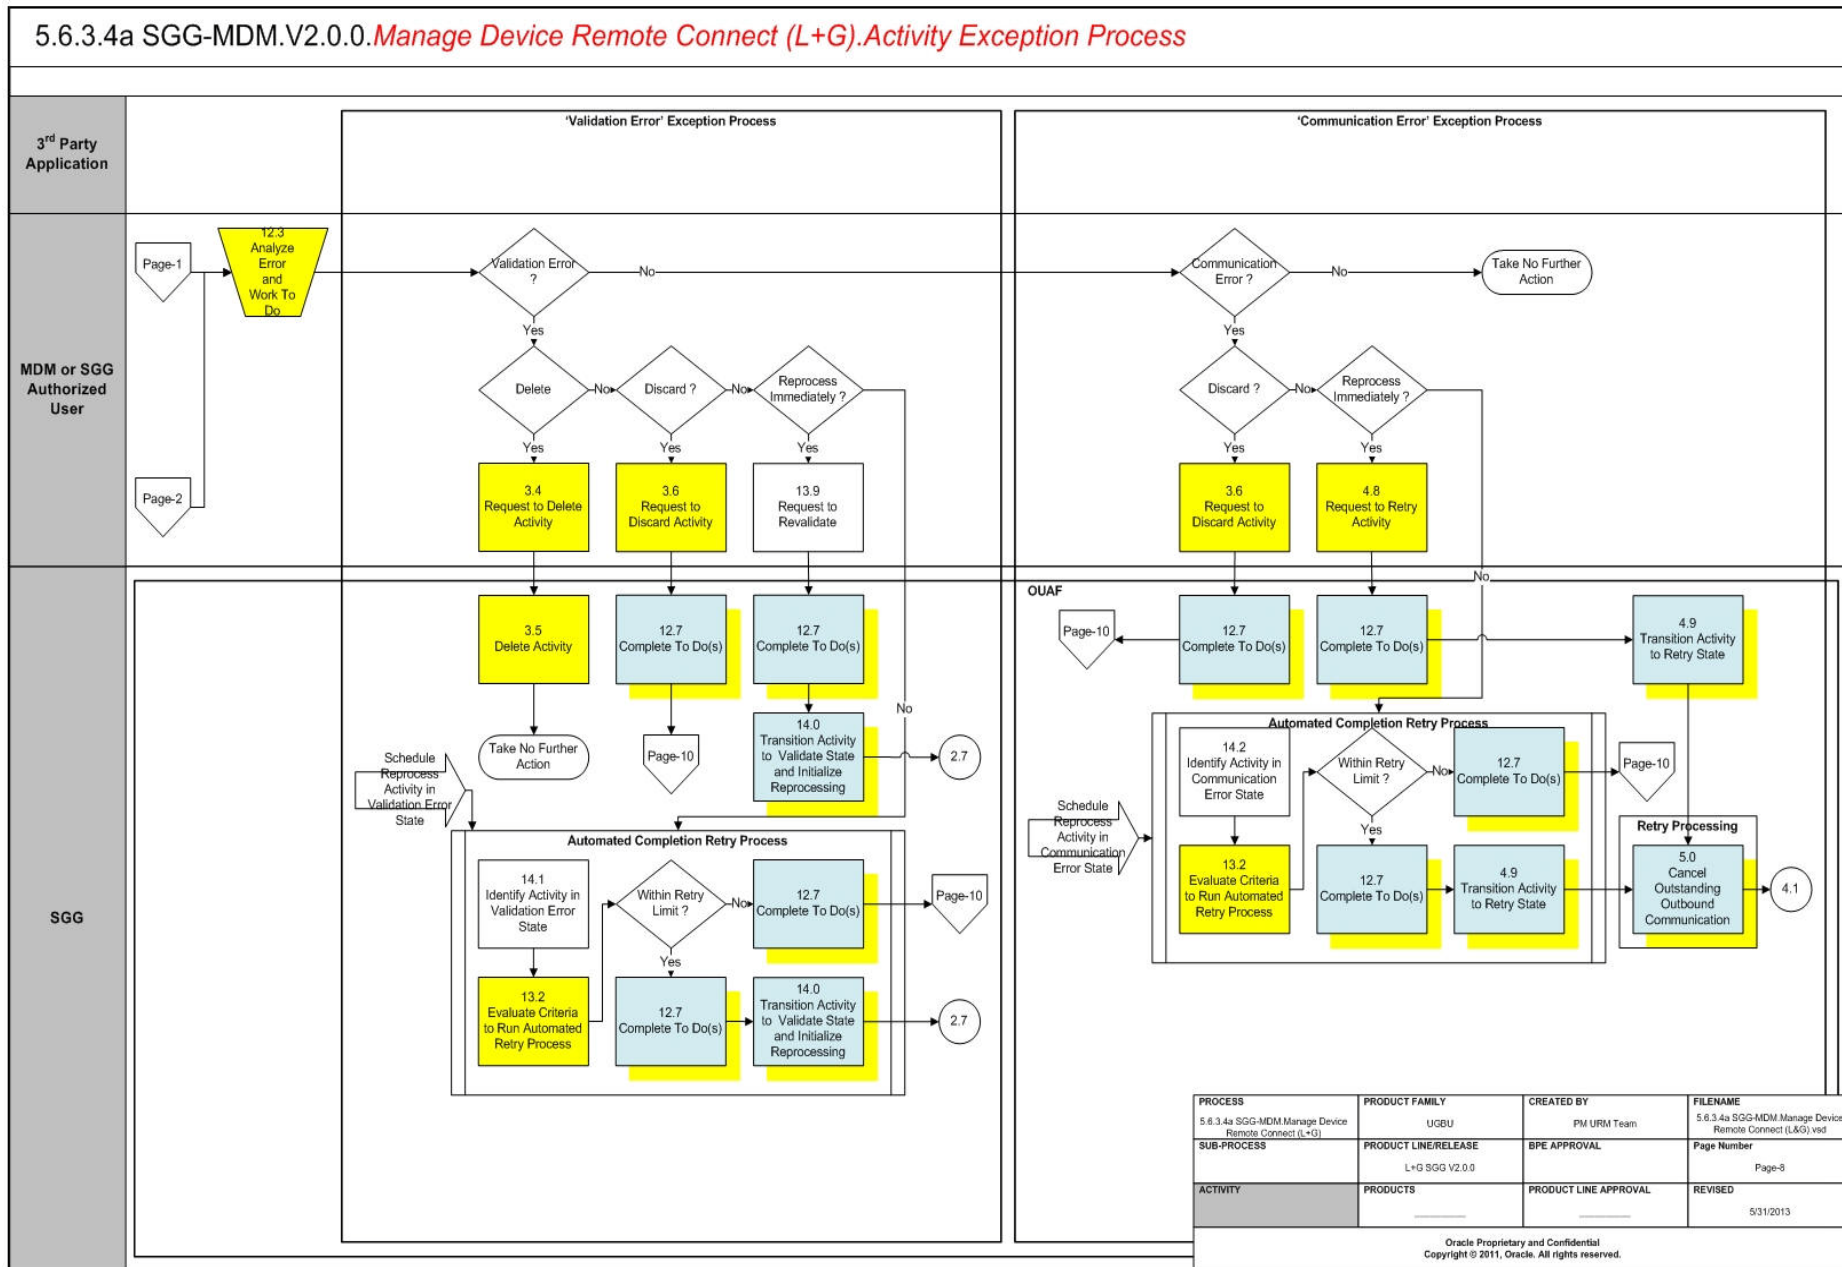 5.6.3.4a SGG-MDM.V2.0.0.Manage Device Remote Connect (L+G).Activity Exception Process
3rd Party
Application
'Validation Error' Exception Process
'Communication Error' Exception Process
MDM or SGG
Authorized
User
Page-1
12.3
Analyze
Error
and
Work To
Do
Validation Error
?
No
Communication
Error ?
No
Take No Further
Action
Yes
Yes
Delete
No
Discard ?
No
Reprocess
Immediately ?
Discard ?
No
Reprocess
Immediately ?
Yes
Yes
Yes
Yes
Yes
Page-2
3.4
Request to Delete
Activity
3.6
Request to
Discard Activity
13.9
Request to
Revalidate
3.6
Request to
Discard Activity
4.8
Request to Retry
Activity
No
SGG
OUAF
3.5
Delete Activity
12.7
Complete To Do(s)
12.7
Complete To Do(s)
Page-10
12.7
Complete To Do(s)
12.7
Complete To Do(s)
4.9
Transition Activity
to Retry State
No
Take No Further
Action
Page-10
14.0
Transition Activity
to Validate State
and Initialize
Reprocessing
2.7
Schedule
Reprocess
Activity in
Validation Error
State
Automated Completion Retry Process
14.1
Identify Activity in
Validation Error
State
Within Retry
Limit ?
No
12.7
Complete To Do(s)
Page-10
Yes
13.2
Evaluate Criteria
to Run Automated
Retry Process
12.7
Complete To Do(s)
14.0
Transition Activity
to Validate State
and Initialize
Reprocessing
2.7
Automated Completion Retry Process
14.2
Identify Activity in
Communication
Error State
Within Retry
Limit ?
No
12.7
Complete To Do(s)
Page-10
Schedule
Reprocess
Activity in
Communication
Error State
Yes
13.2
Evaluate Criteria
to Run Automated
Retry Process
12.7
Complete To Do(s)
4.9
Transition Activity
to Retry State
Retry Processing
5.0
Cancel
Outstanding
Outbound
Communication
4.1
PROCESS
5.6.3.4a SGG-MDM.Manage Device
Remote Connect (L+G)
PRODUCT FAMILY
UGBU
CREATED BY
PM URM Team
FILENAME
5.6.3.4a SGG-MDM.Manage Device
Remote Connect (L&G).vsd
SUB-PROCESS
PRODUCT LINE/RELEASE
L+G SGG V2.0.0
BPE APPROVAL
Page Number
Page-8
ACTIVITY
PRODUCTS
PRODUCT LINE APPROVAL
REVISED
5/31/2013
Oracle Proprietary and Confidential
Copyright © 2011, Oracle. All rights reserved.